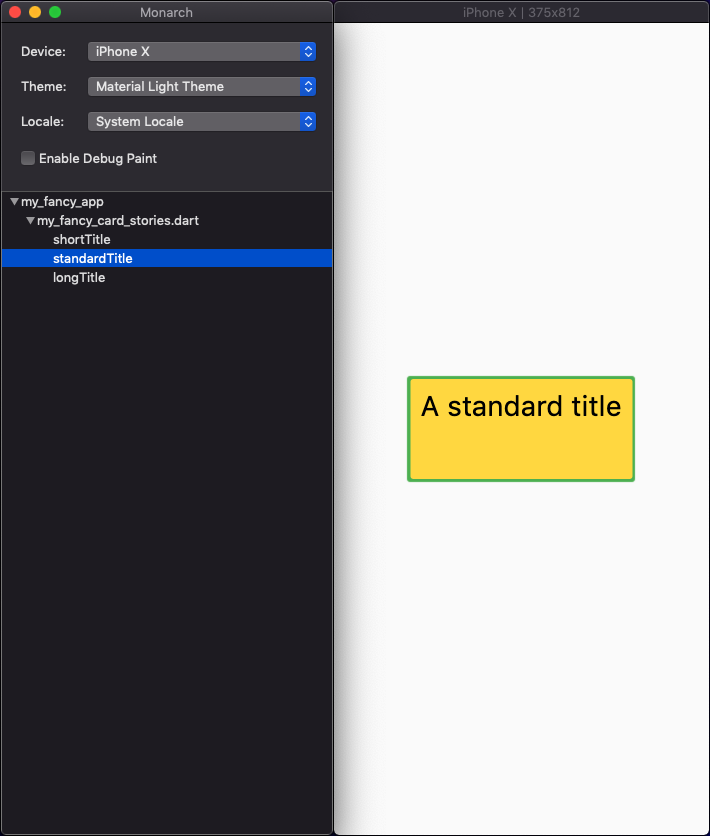 Monarch
iPhone X | 375x812
Device: iPhone X
Theme: Material Light Theme
Locale: System Locale
Enable Debug Paint
my_fancy_app
my_fancy_card_stories.dart
shortTitle
standardTitle
longTitle
A standard title